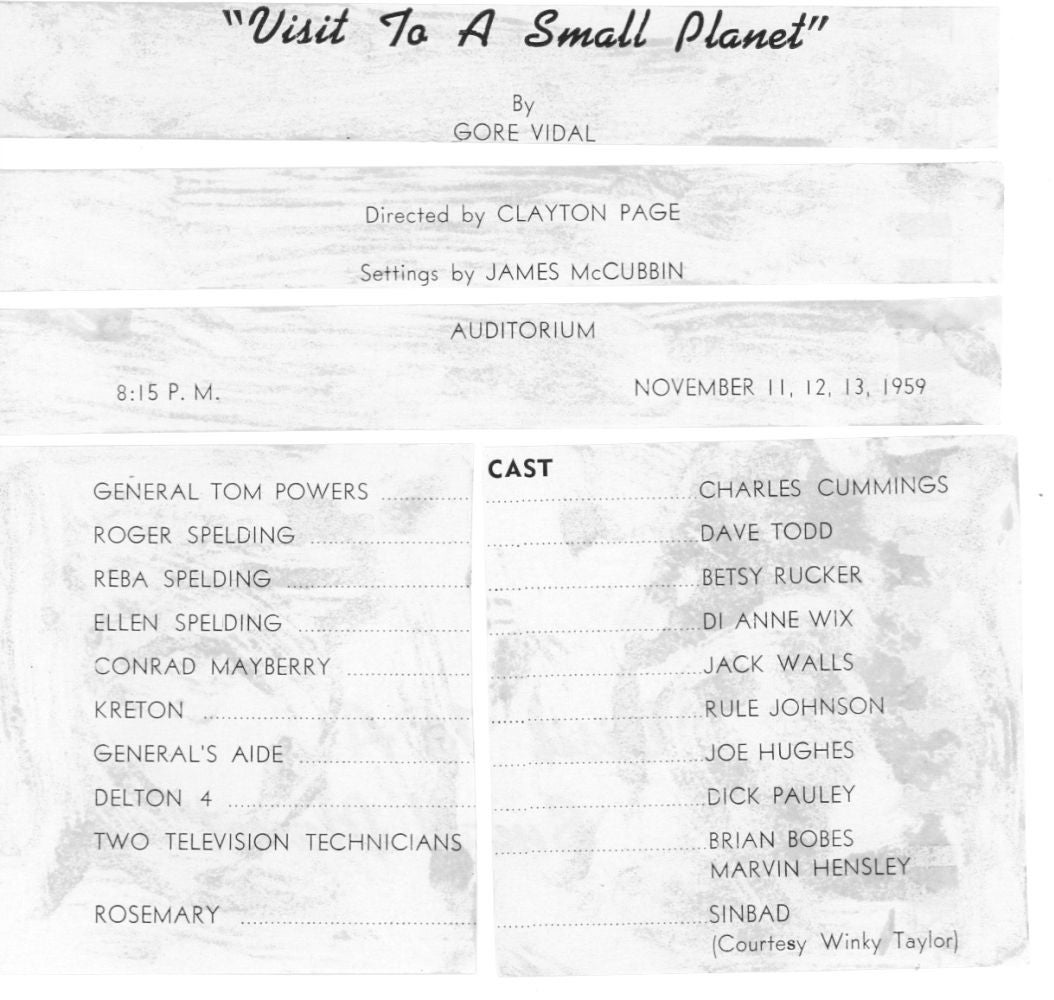 "Visit To A Small Planet"
By
GORE VIDAL
Directed by CLAYTON PAGE
Settings by JAMES McCUBBIN
AUDITORIUM
8:15 P. M. NOVEMBER 11, 12, 13, 1959
CAST
GENERAL TOM POWERS ........ CHARLES CUMMINGS
ROGER SPELDING ........ DAVE TODD
REBA SPELDING ........ BETSY RUCKER
ELLEN SPELDING ........ DI ANNE WIX
CONRAD MAYBERRY ........ JACK WALLS
KRETON ........ RULE JOHNSON
GENERAL'S AIDE ........ JOE HUGHES
DELTON 4 ........ DICK PAULEY
TWO TELEVISION TECHNICIANS ........ BRIAN BOBES
MARVIN HENSLEY
ROSEMARY ........ SINBAD
(Courtesy Winky Taylor)